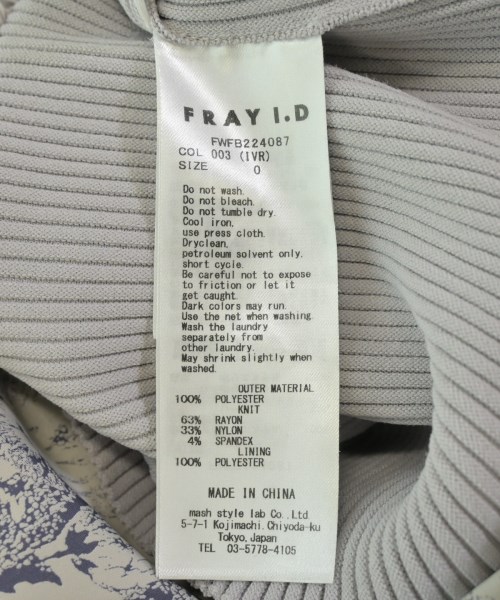 FRAY I.D
FWFB224087
COL 003 (IVR)
SIZE 0
Do not wash.
Do not bleach.
Do not tumble dry.
Cool iron.
use press cloth.
Dryclean.
petroleum solvent only.
short cycle.
Be careful not to expose
to friction or let it
get caught.
Dark colors may run.
Use the net when washing.
Wash the laundry
separately from
other laundry.
May shrink slightly when
washed.
OUTER MATERIAL
100% POLYESTER
KNIT
63% RAYON
33% NYLON
4% SPANDEX
LINING
100% POLYESTER
MADE IN CHINA
mash style lab Co., Ltd.
5-7-1 Kojimachi, Chiyoda-ku
Tokyo, Japan
TEL 03-5778-4105